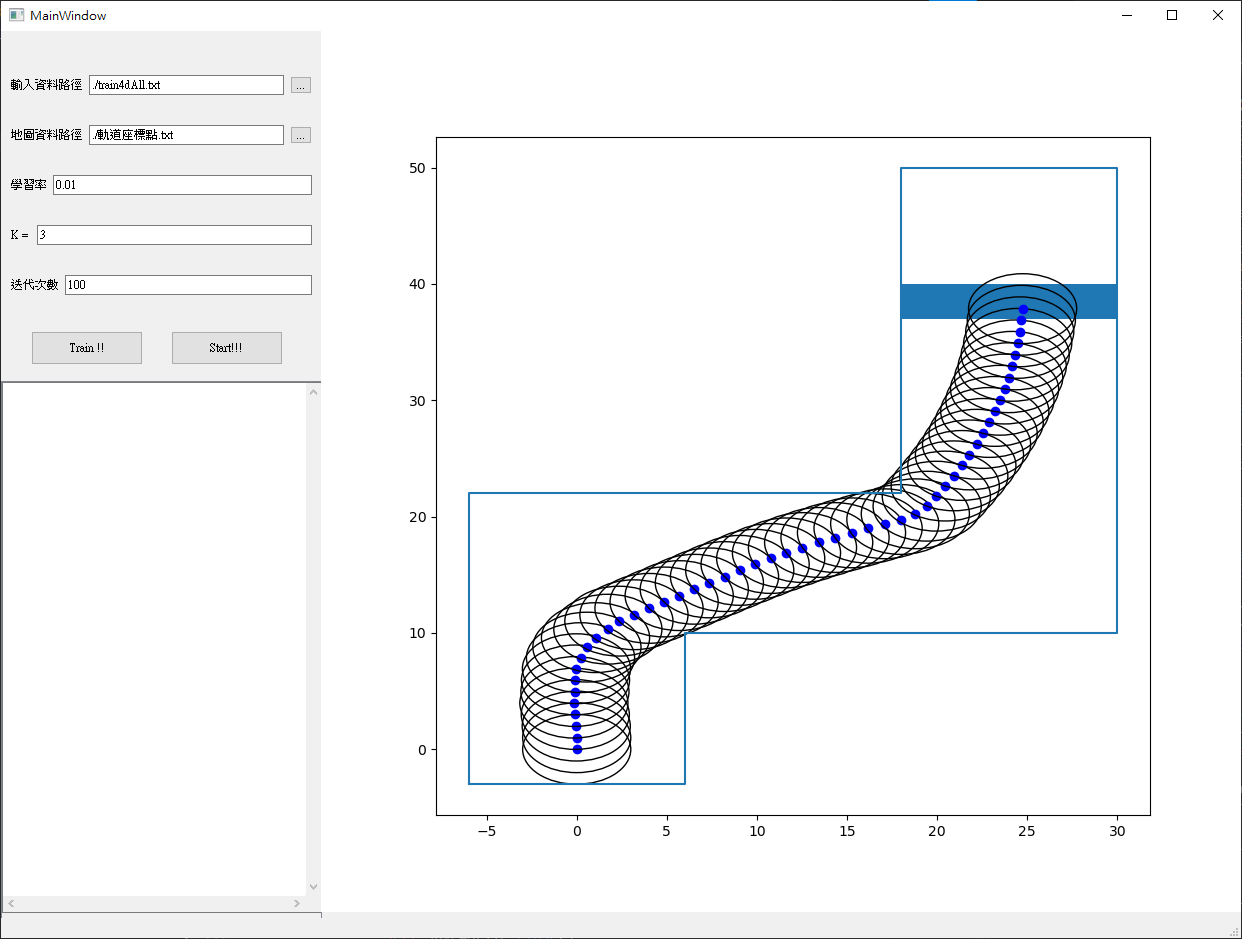 MainWindow
輸入資料路徑 ./train4dAll.txt ...
地圖資料路徑 ./軌道座標點.txt ...
學習率 0.01
K = 3
迭代次數 100
Train !! Start!!!
50
40
30
20
10
0
−5 0 5 10 15 20 25 30